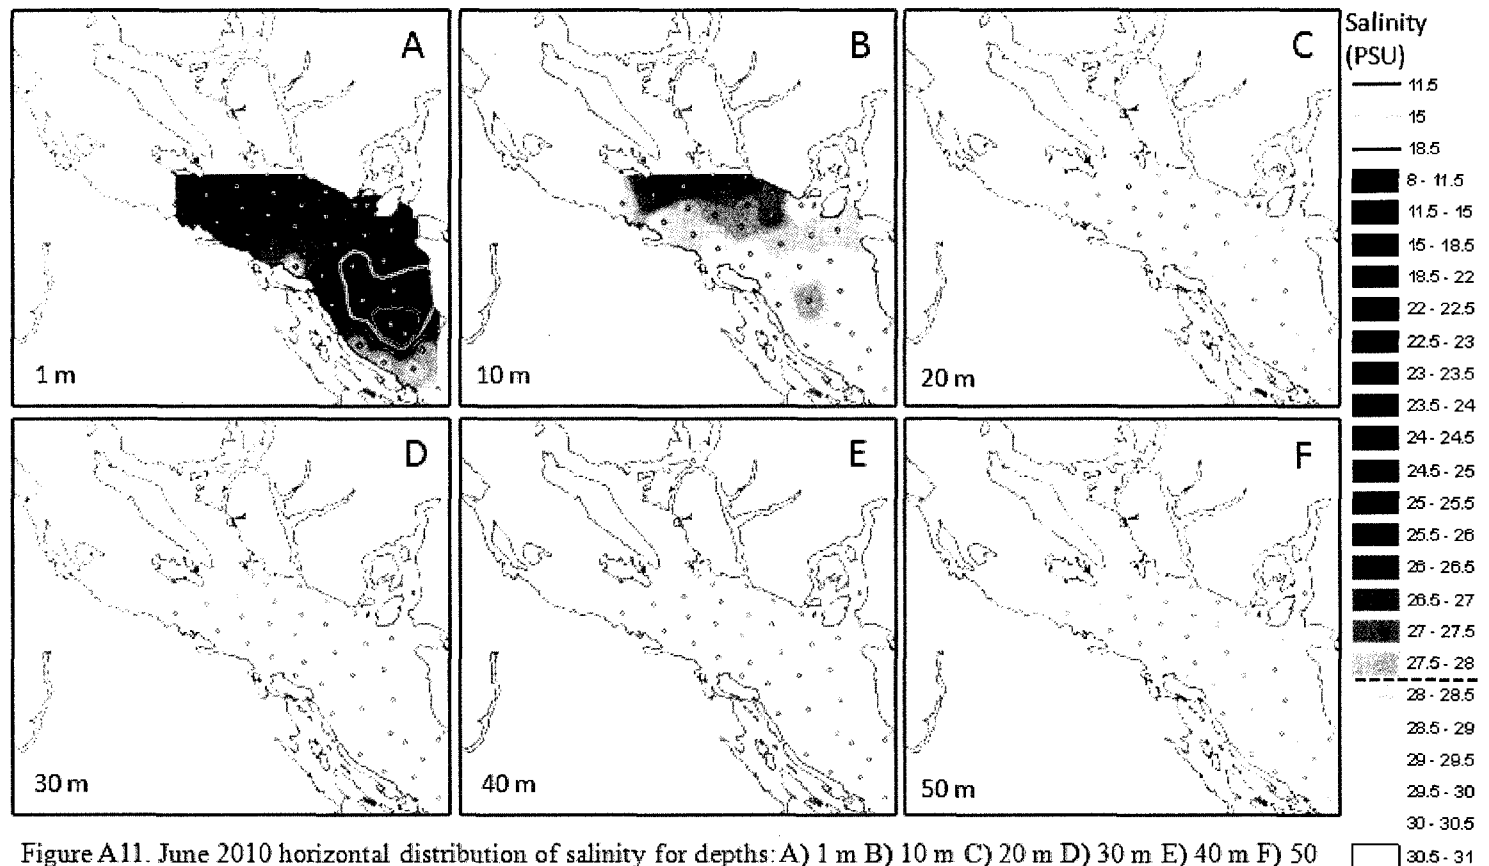 A
B
C
1 m
10 m
20 m
D
E
F
30 m
40 m
50 m
Salinity
(PSU)
11.5
15
18.5
8 - 11.5
11.5 - 15
15 - 18.5
18.5 - 22
22 - 22.5
22.5 - 23
23 - 23.5
23.5 - 24
24 - 24.5
24.5 - 25
25 - 25.5
25.5 - 26
26 - 26.5
26.5 - 27
27 - 27.5
27.5 - 28
28 - 28.5
28.5 - 29
29 - 29.5
29.5 - 30
30 - 30.5
30.5 - 31
Figure A11. June 2010 horizontal distribution of salinity for depths: A) 1 m B) 10 m C) 20 m D) 30 m E) 40 m F) 50